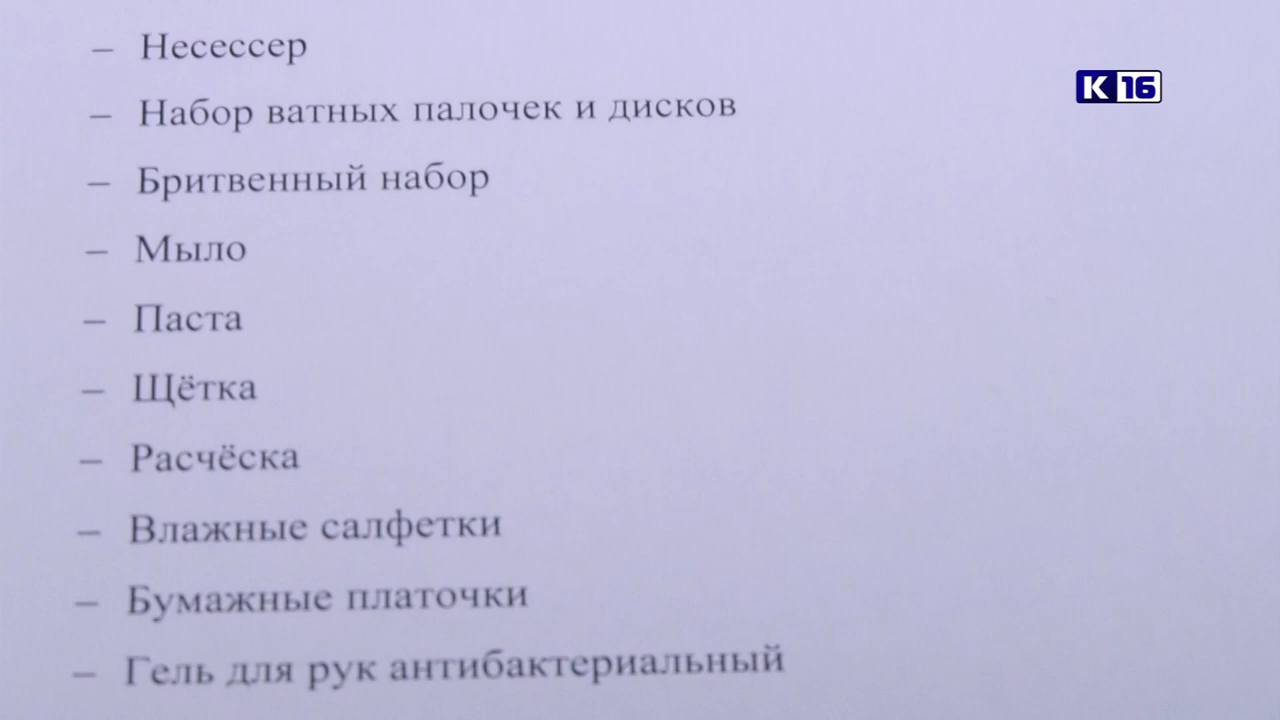 – Несессер
K 16
– Набор ватных палочек и дисков
– Бритвенный набор
– Мыло
– Паста
– Щётка
– Расчёска
– Влажные салфетки
– Бумажные платочки
– Гель для рук антибактериальный